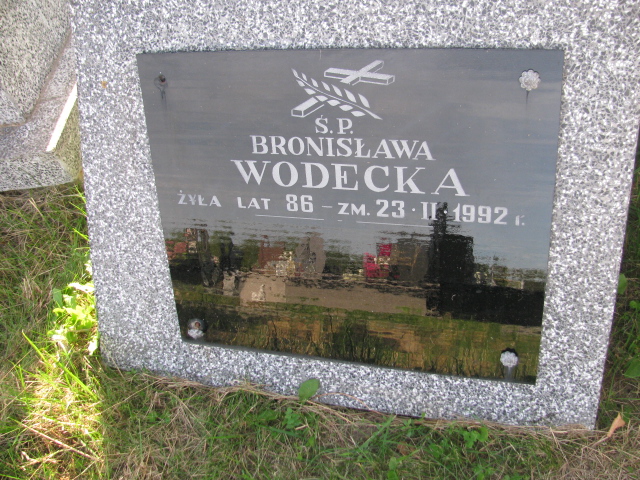 Ś.P.
BRONISŁAWA
WODECKA
ŻYŁA LAT 86 – ZM. 23·II·1992 r.